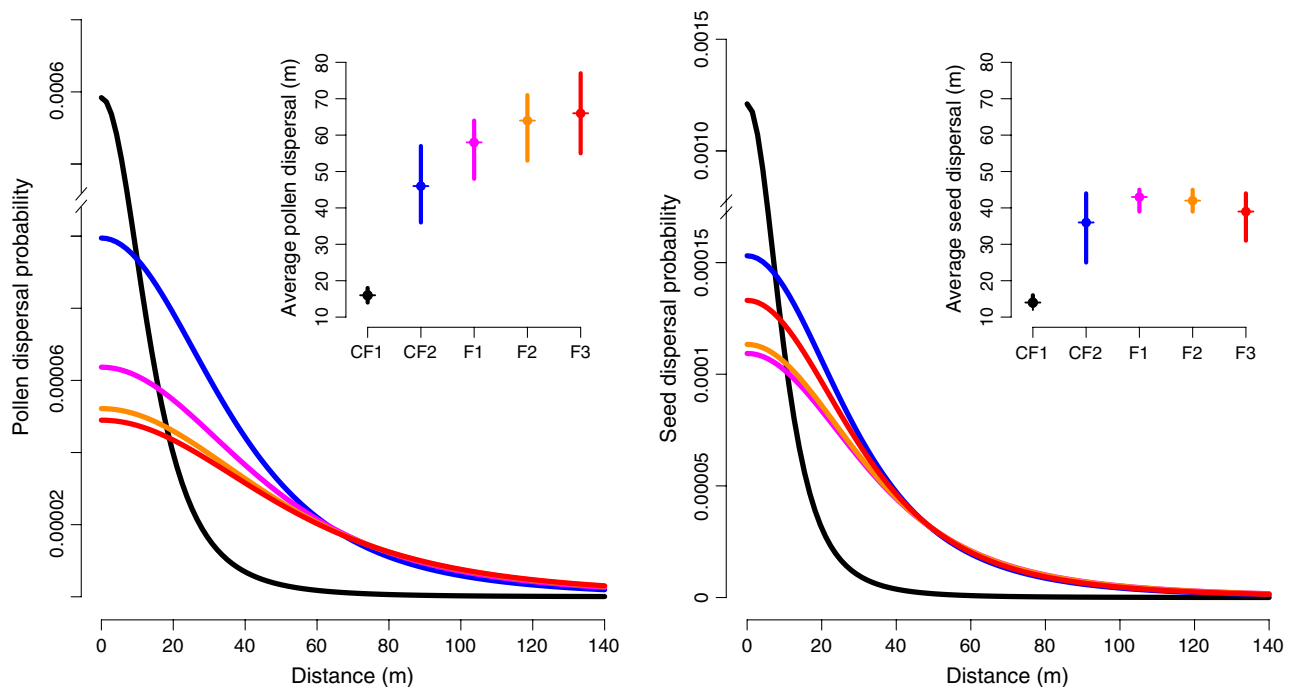 Pollen dispersal probability
0.0006
0.00006
0.00002
0 20 40 60 80 100 120 140
Distance (m)
Average pollen dispersal (m)
10 20 30 40 50 60 70 80
CF1 CF2 F1 F2 F3
Seed dispersal probability
0.0015
0.0010
0.00015
0.0001
0.00005
0
0 20 40 60 80 100 120 140
Distance (m)
Average seed dispersal (m)
10 20 30 40 50 60 70 80
CF1 CF2 F1 F2 F3